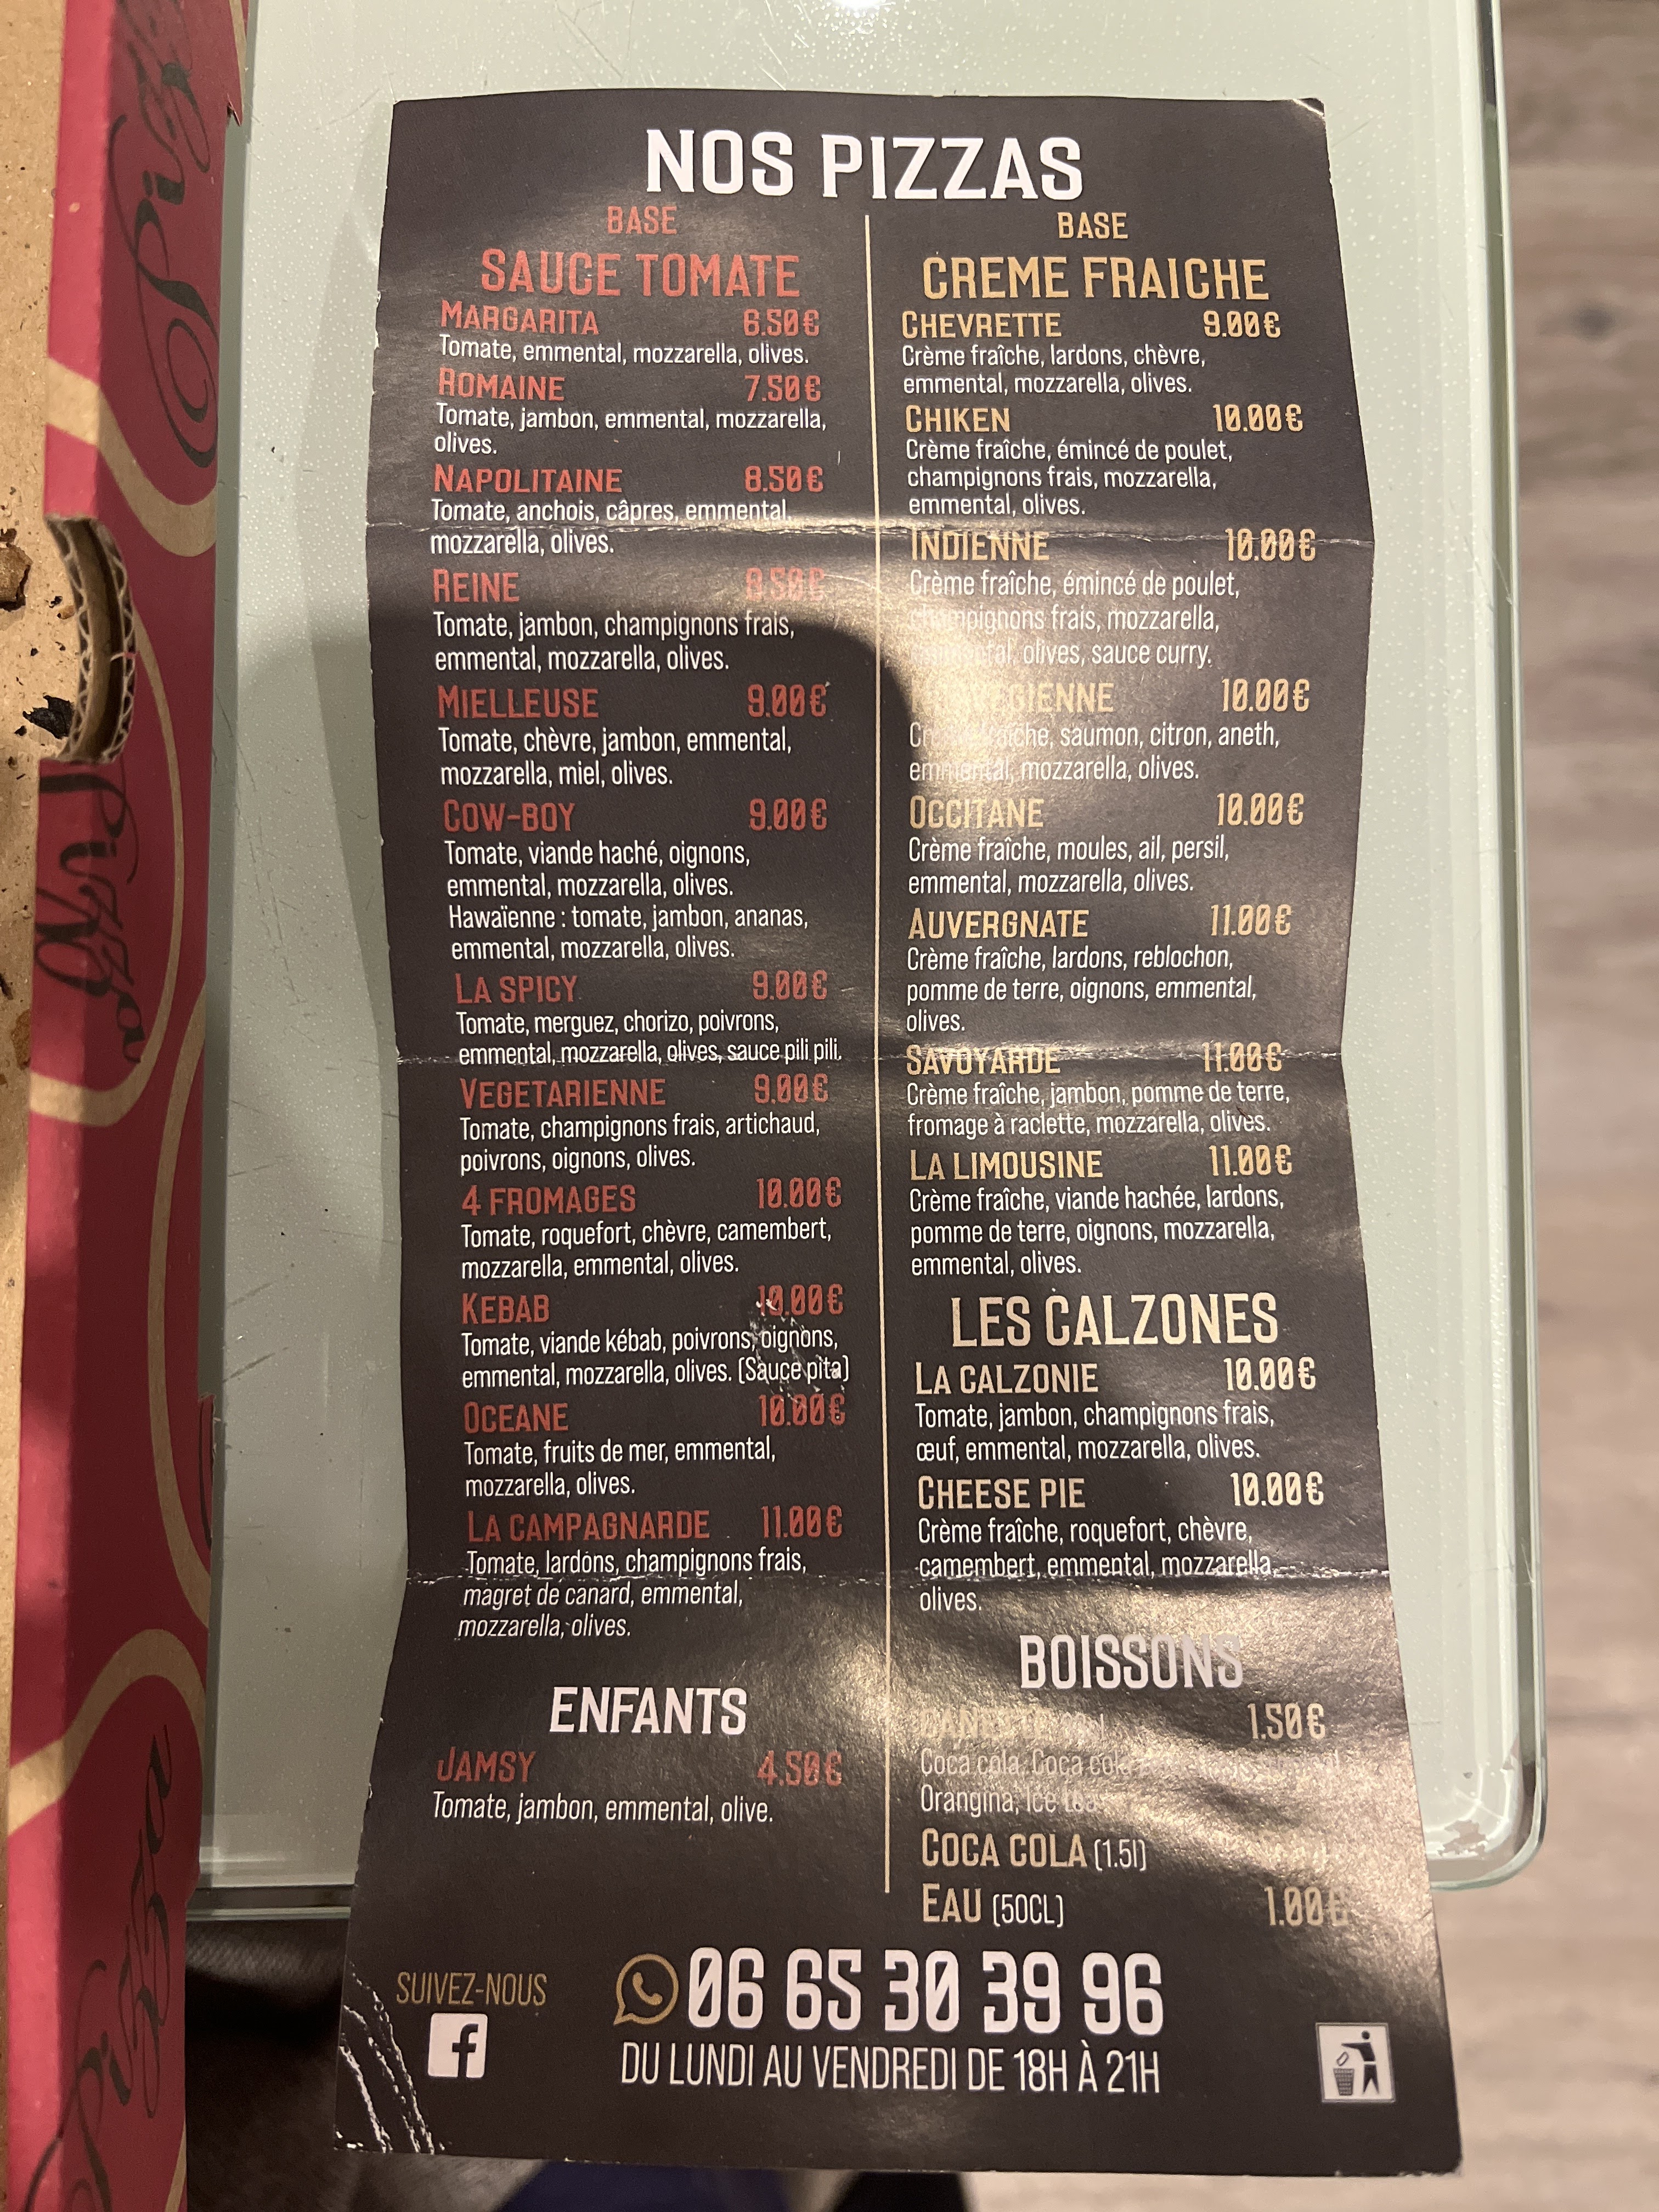 NOS PIZZAS
BASE
SAUCE TOMATE
MARGARITA 6.50€
Tomate, emmental, mozzarella, olives.
ROMAINE 7.50€
Tomate, jambon, emmental, mozzarella,
olives.
NAPOLITAINE 8.50€
Tomate, anchois, câpres, emmental,
mozzarella, olives.
REINE 8.50€
Tomate, jambon, champignons frais,
emmental, mozzarella, olives.
MIELLEUSE 9.00€
Tomate, chèvre, jambon, emmental,
mozzarella, miel, olives.
COW-BOY 9.00€
Tomate, viande haché, oignons,
emmental, mozzarella, olives.
Hawaïenne : tomate, jambon, ananas,
emmental, mozzarella, olives.
LA SPICY 9.00€
Tomate, merguez, chorizo, poivrons,
emmental, mozzarella, olives, sauce pili pili.
VEGETARIENNE 9.00€
Tomate, champignons frais, artichaud,
poivrons, oignons, olives.
4 FROMAGES 10.00€
Tomate, roquefort, chèvre, camembert,
mozzarella, emmental, olives.
KEBAB 10.00€
Tomate, viande kébab, poivrons, oignons,
emmental, mozzarella, olives. (Sauce pita)
OCEANE 10.00€
Tomate, fruits de mer, emmental,
mozzarella, olives.
LA CAMPAGNARDE 11.00€
Tomate, lardons, champignons frais,
magret de canard, emmental,
mozzarella, olives.
ENFANTS
JAMSY 4.50€
Tomate, jambon, emmental, olive.
BASE
CREME FRAICHE
CHEVRETTE 9.00€
Crème fraîche, lardons, chèvre,
emmental, mozzarella, olives.
CHIKEN 10.00€
Crème fraîche, émincé de poulet,
champignons frais, mozzarella,
emmental, olives.
INDIENNE 10.00€
Crème fraîche, émincé de poulet,
champignons frais, mozzarella,
emmental, olives, sauce curry.
10.00€
Crème fraîche, saumon, citron, aneth,
emmental, mozzarella, olives.
OCCITANE 10.00€
Crème fraîche, moules, ail, persil,
emmental, mozzarella, olives.
AUVERGNATE 11.00€
Crème fraîche, lardons, reblochon,
pomme de terre, oignons, emmental,
olives.
SAVOYARDE 11.00€
Crème fraîche, jambon, pomme de terre,
fromage à raclette, mozzarella, olives.
LA LIMOUSINE 11.00€
Crème fraîche, viande hachée, lardons,
pomme de terre, oignons, mozzarella,
emmental, olives.
LES CALZONES
LA CALZONIE 10.00€
Tomate, jambon, champignons frais,
œuf, emmental, mozzarella, olives.
CHEESE PIE 10.00€
Crème fraîche, roquefort, chèvre,
camembert, emmental, mozzarella,
olives.
BOISSONS
1.50€
Coca cola, Coca cola
Orangina, Ice tea
COCA COLA (1.5l)
EAU (50CL) 1.00€
SUIVEZ-NOUS
06 65 30 39 96
DU LUNDI AU VENDREDI DE 18H À 21H
Pizza
Pizza
Pizza